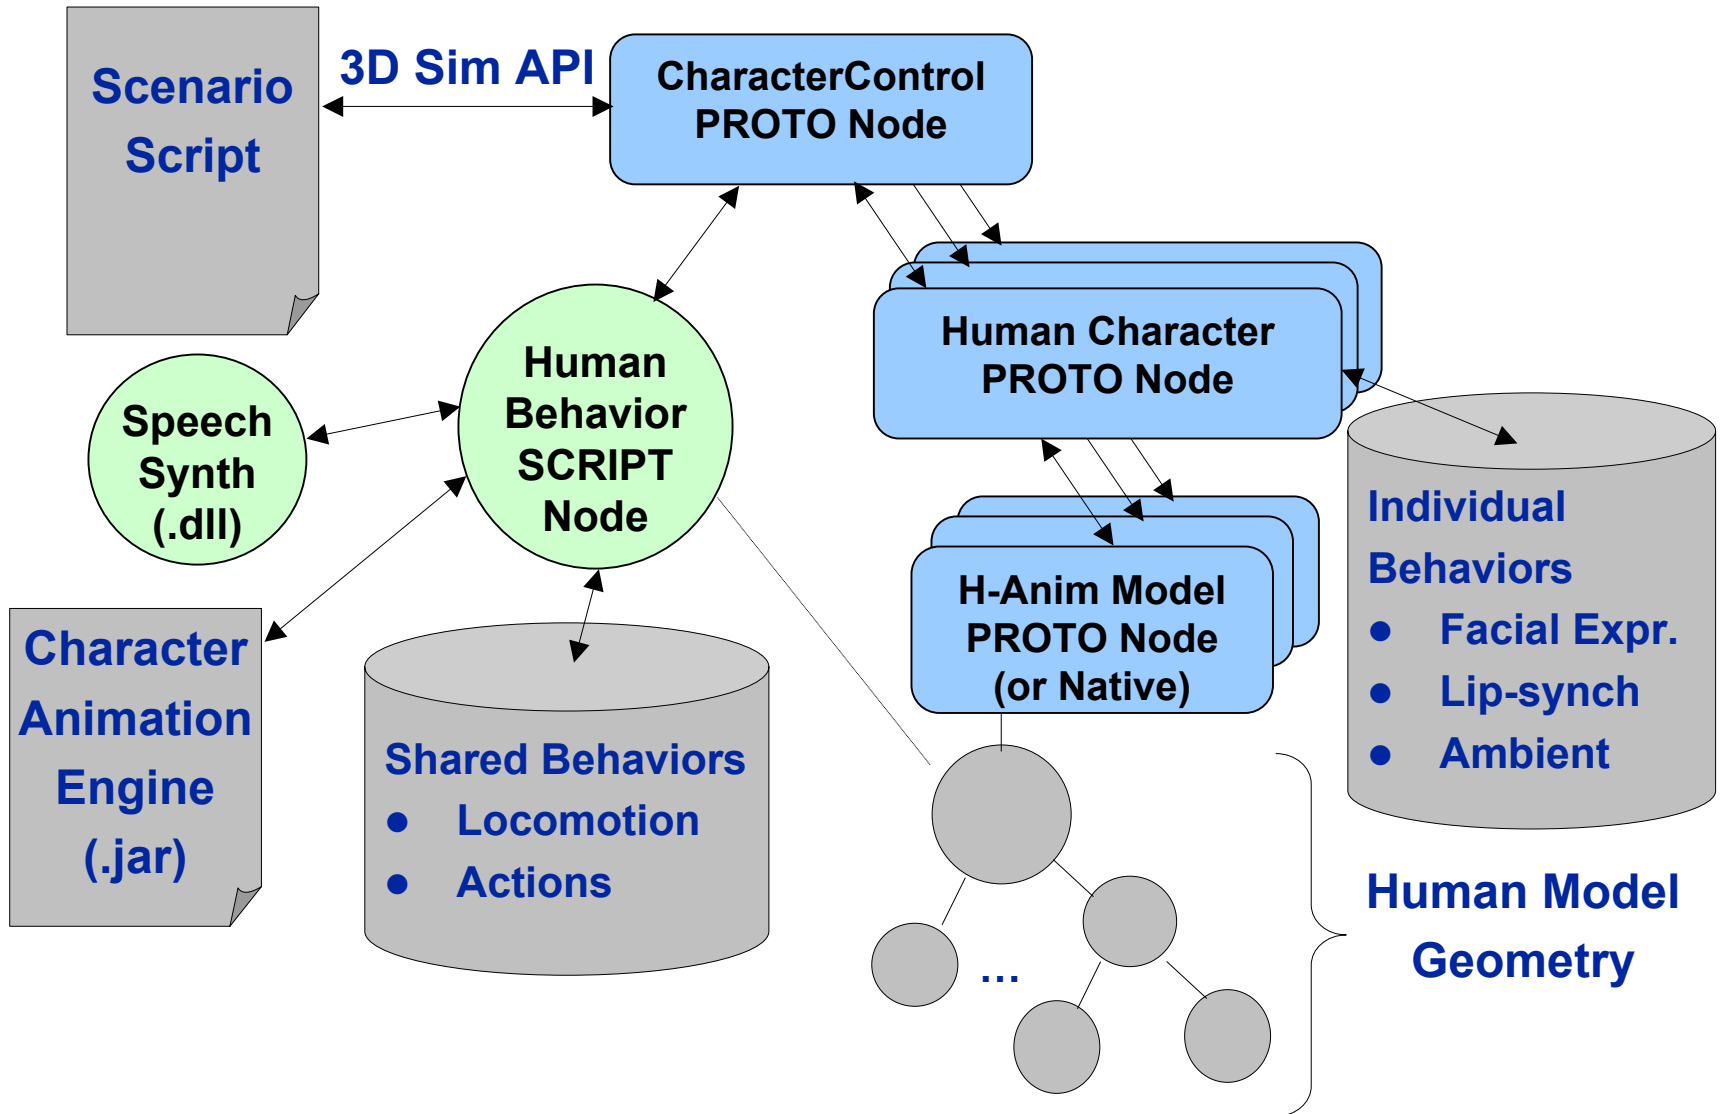 Scenario
Script
3D Sim API
CharacterControl
PROTO Node
Human Character
PROTO Node
Human
Behavior
SCRIPT
Node
Speech
Synth
(.dll)
Individual
Behaviors
● Facial Expr.
● Lip-synch
● Ambient
H-Anim Model
PROTO Node
(or Native)
Character
Animation
Engine
(.jar)
Shared Behaviors
● Locomotion
● Actions
...
Human Model
Geometry